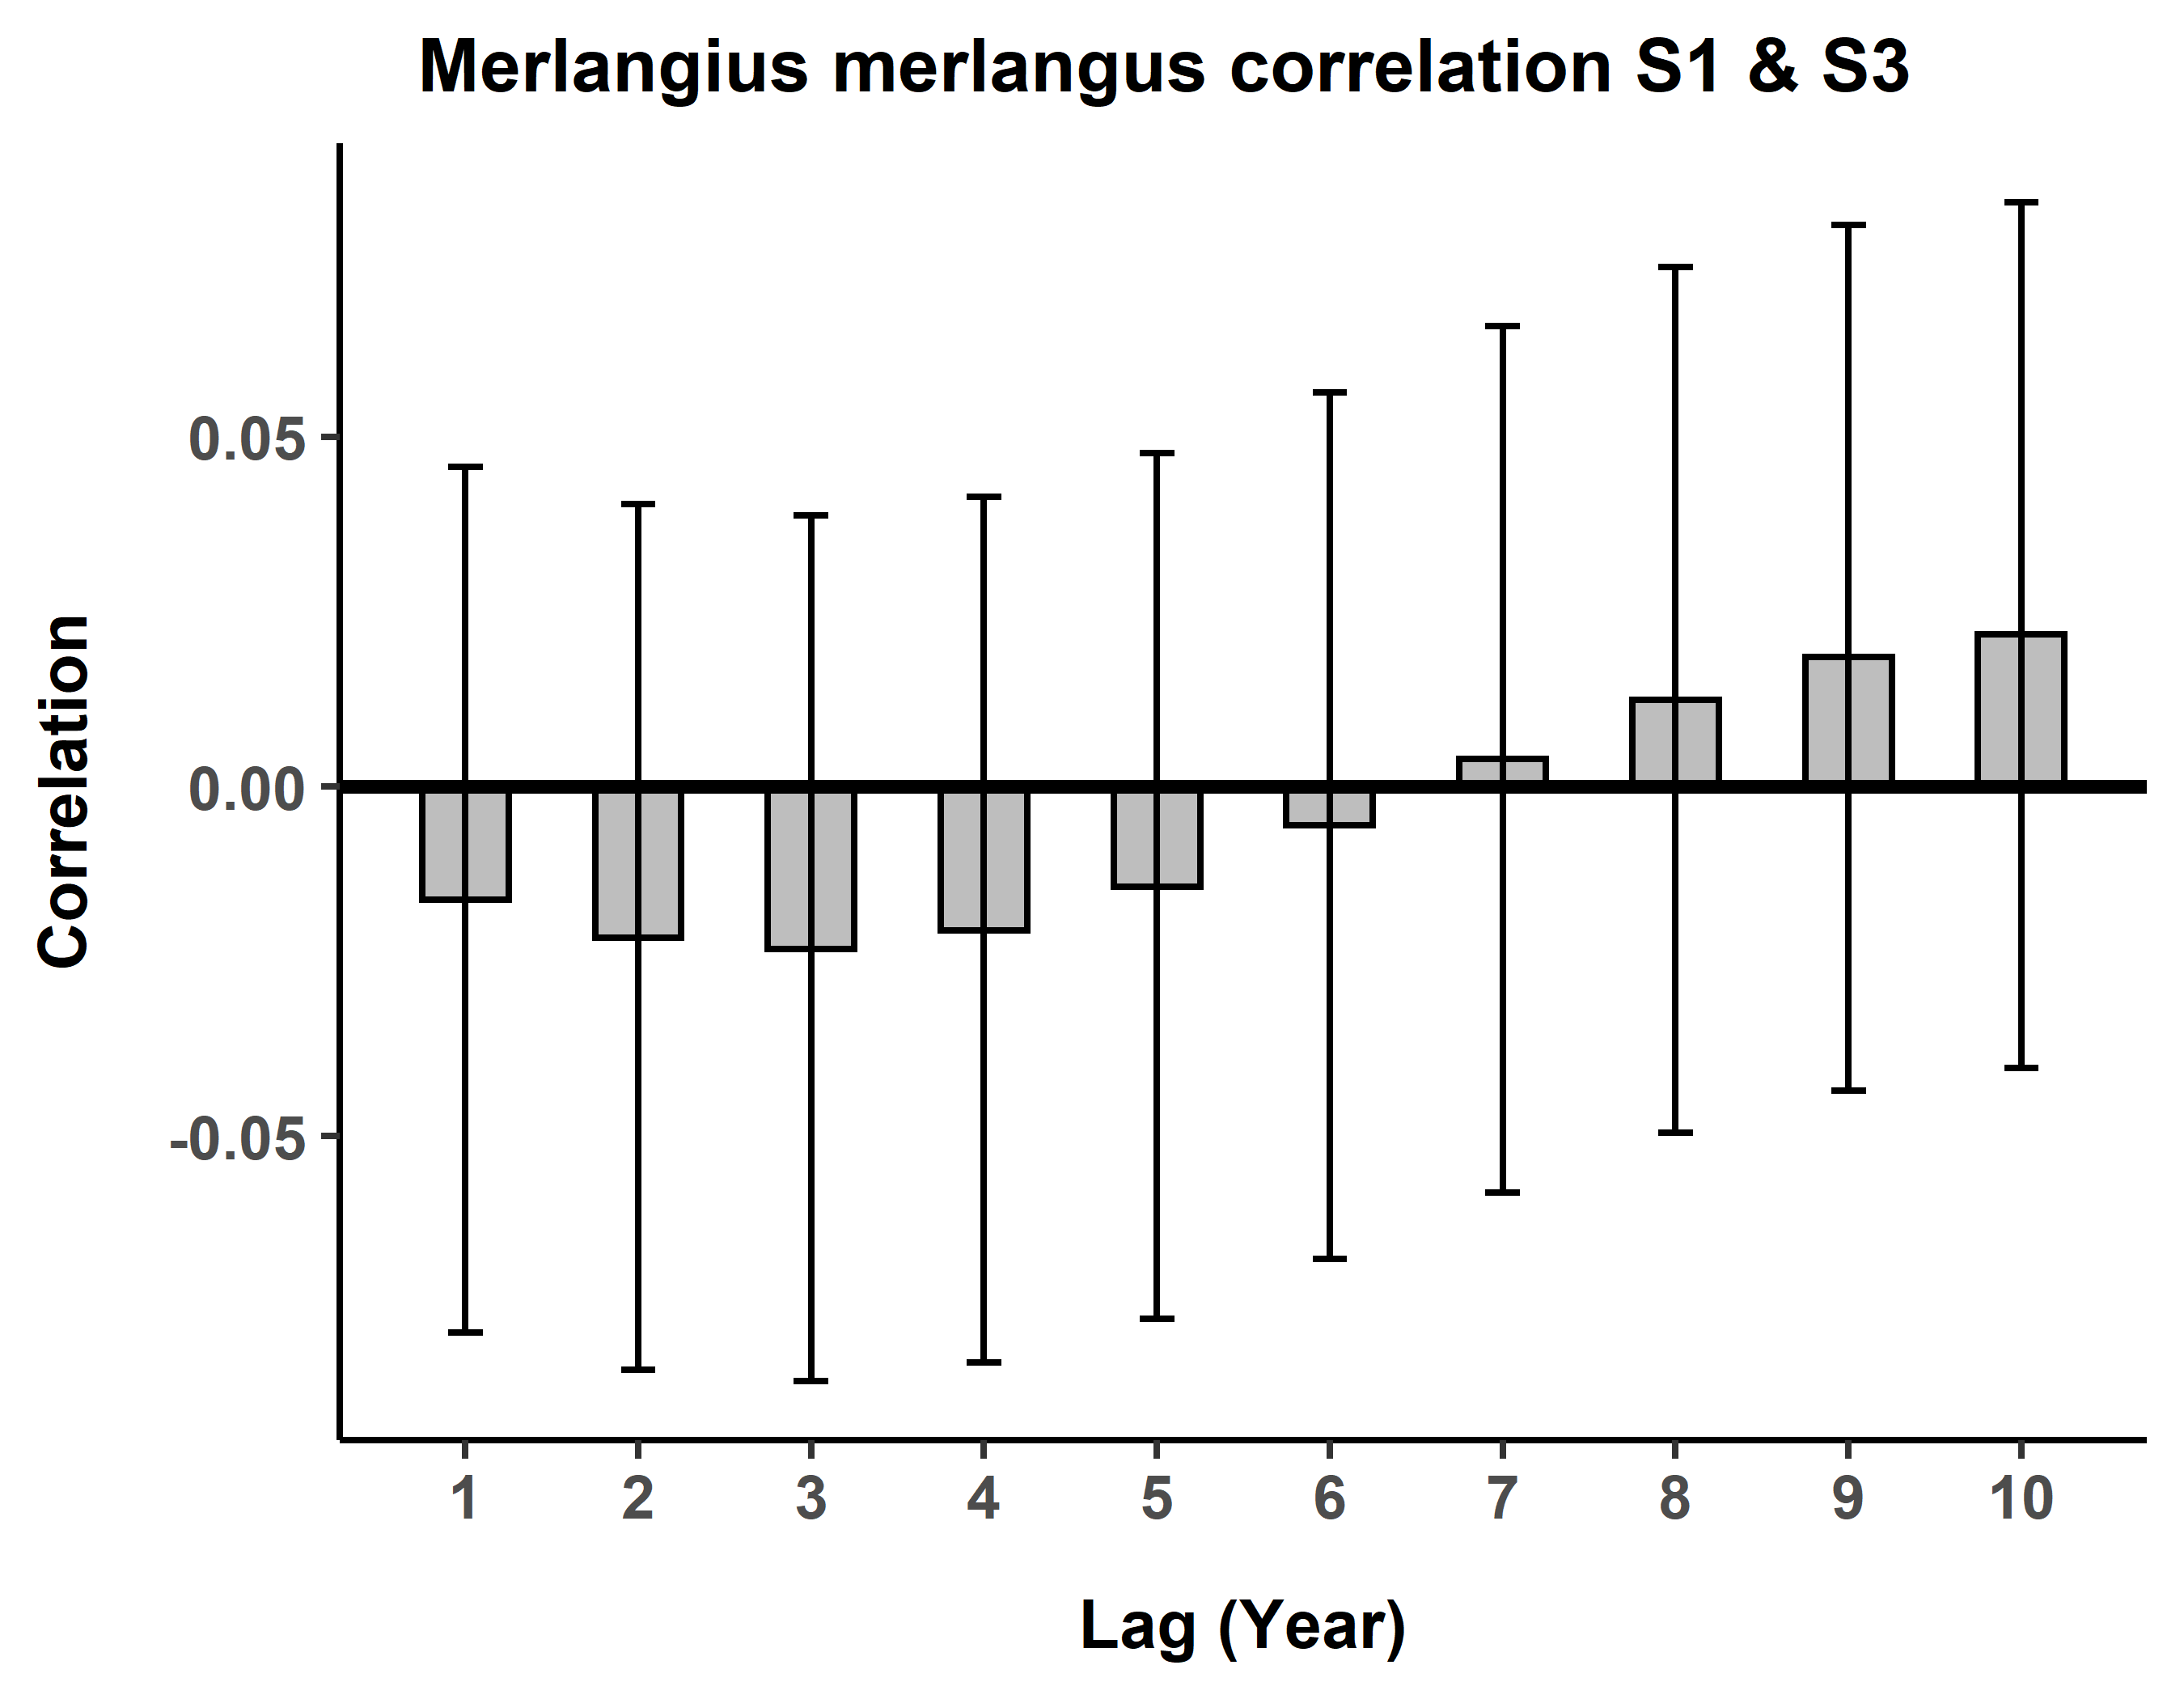 Merlangius merlangus correlation S1 & S3
Correlation
0.05
0.00
-0.05
1 2 3 4 5 6 7 8 9 10
Lag (Year)